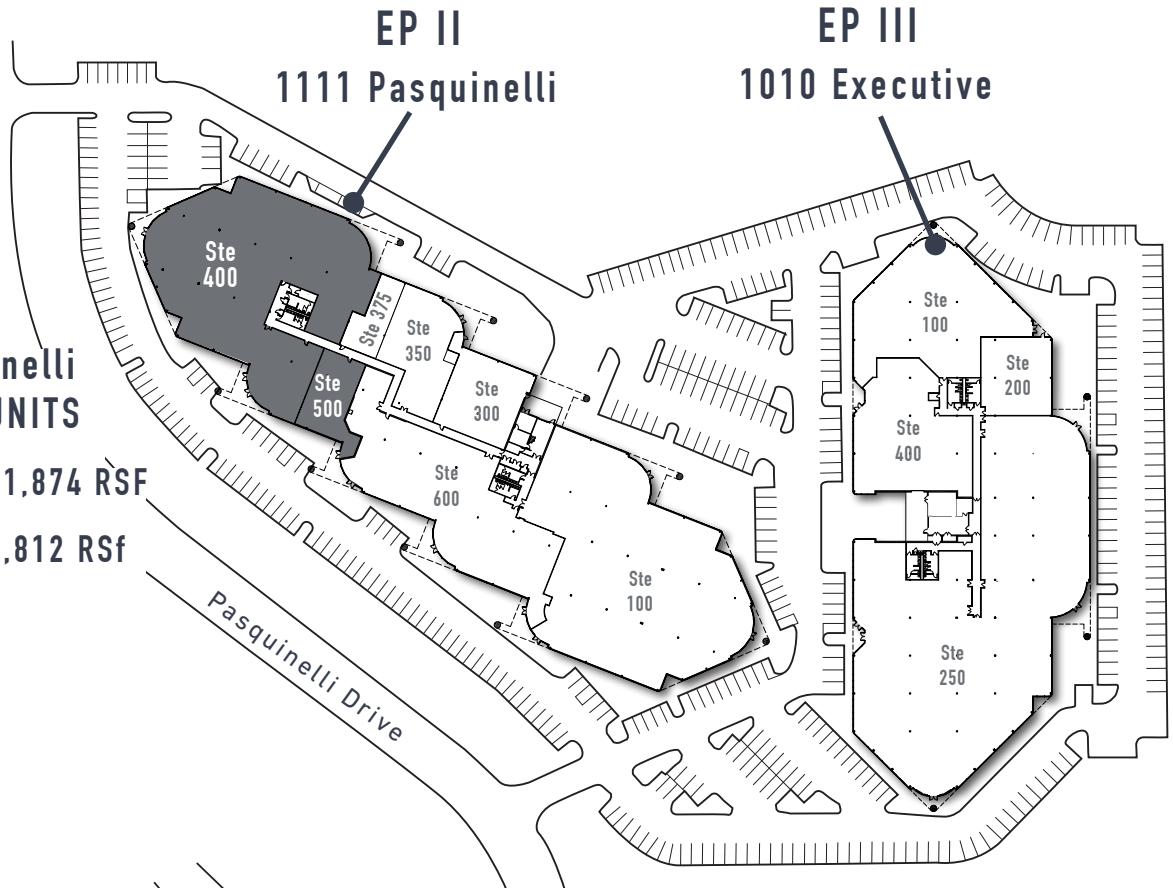 EP II
1111 Pasquinelli
EP III
1010 Executive
Ste
400
Ste 375
Ste
350
Ste
500
Ste
300
Ste
600
Ste
100
Ste
100
Ste
200
Ste
400
Ste
250
nelli
UNITS
1,874 RSF
,812 RSf
Pasquinelli Drive